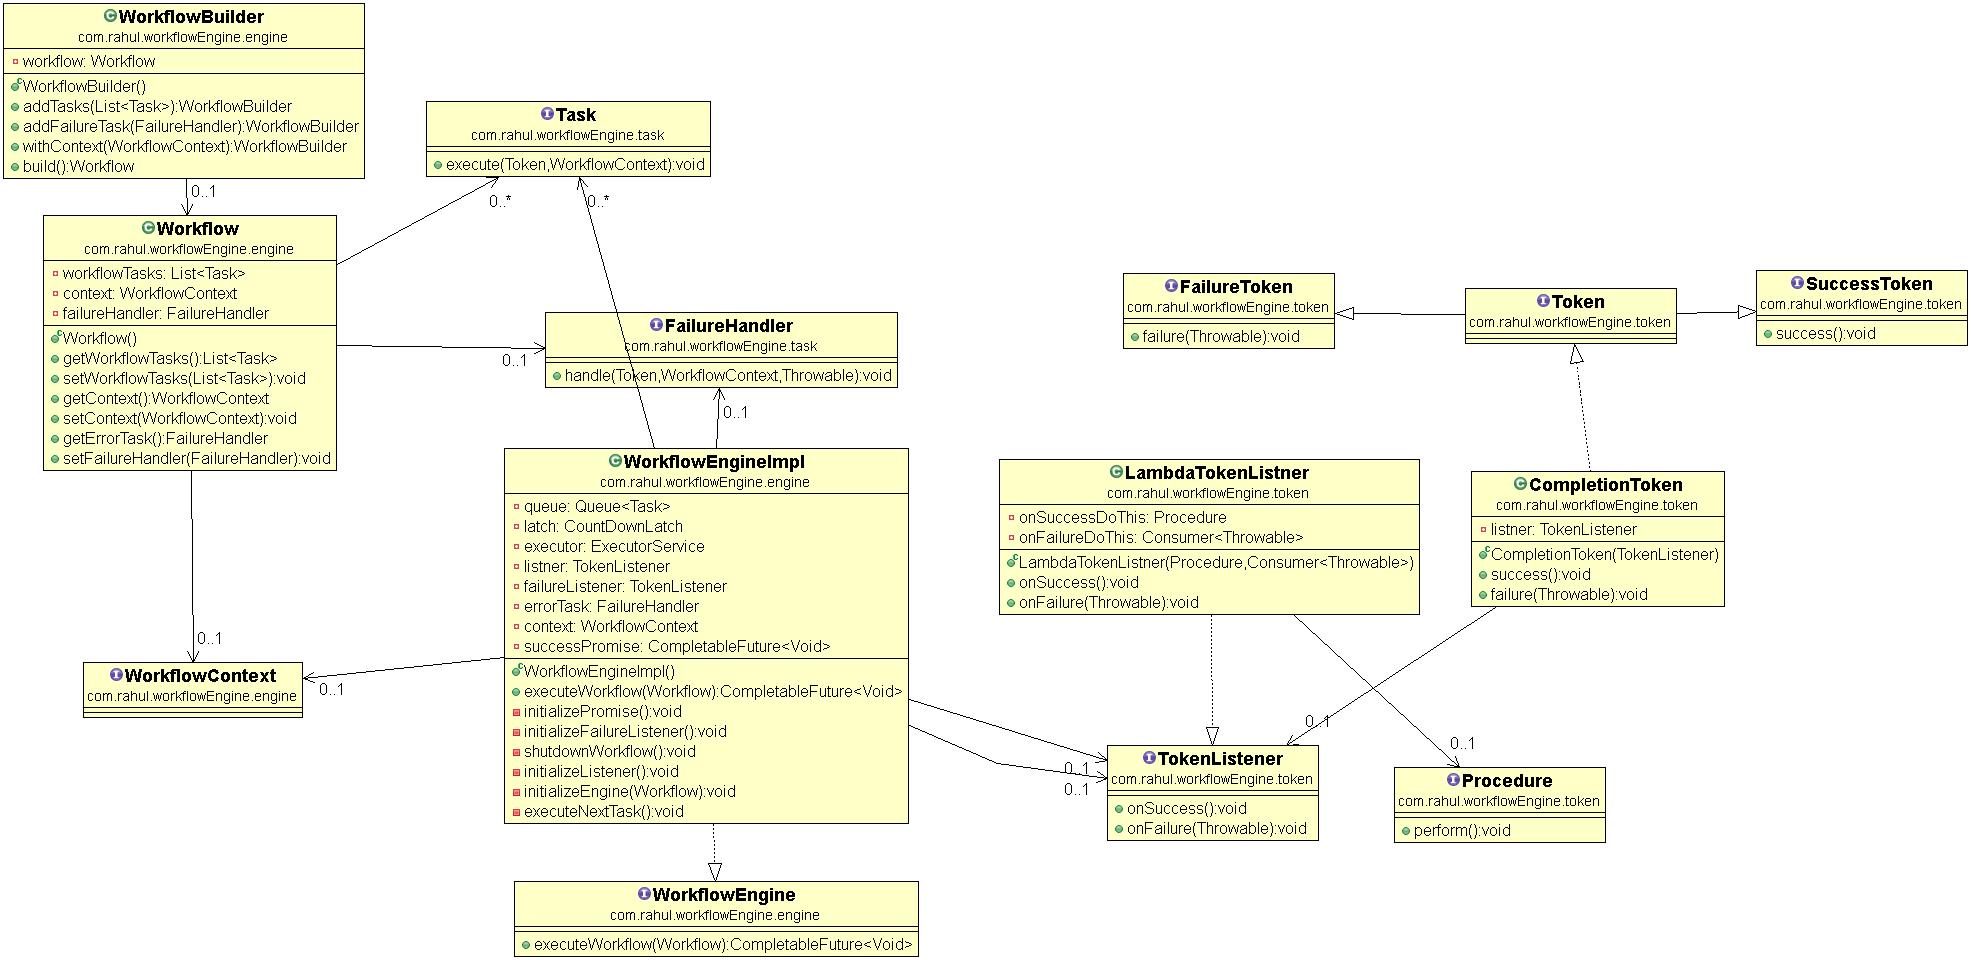 WorkflowBuilder
com.rahul.workflowEngine.engine
workflow: Workflow
WorkflowBuilder()
addTasks(List<Task>):WorkflowBuilder
addFailureTask(FailureHandler):WorkflowBuilder
withContext(WorkflowContext):WorkflowBuilder
build():Workflow
0..1
Task
com.rahul.workflowEngine.task
execute(Token,WorkflowContext):void
0..*
0..*
Workflow
com.rahul.workflowEngine.engine
workflowTasks: List<Task>
context: WorkflowContext
failureHandler: FailureHandler
Workflow()
getWorkflowTasks():List<Task>
setWorkflowTasks(List<Task>):void
getContext():WorkflowContext
setContext(WorkflowContext):void
getErrorTask():FailureHandler
setFailureHandler(FailureHandler):void
0..1
FailureHandler
com.rahul.workflowEngine.task
handle(Token,WorkflowContext,Throwable):void
0..1
0..1
FailureToken
com.rahul.workflowEngine.token
failure(Throwable):void
Token
com.rahul.workflowEngine.token
SuccessToken
com.rahul.workflowEngine.token
success():void
WorkflowEngineImpl
com.rahul.workflowEngine.engine
queue: Queue<Task>
latch: CountDownLatch
executor: ExecutorService
listner: TokenListener
failureListener: TokenListener
errorTask: FailureHandler
context: WorkflowContext
successPromise: CompletableFuture<Void>
WorkflowEngineImpl()
executeWorkflow(Workflow):CompletableFuture<Void>
initializePromise():void
initializeFailureListener():void
shutdownWorkflow():void
initializeListener():void
initializeEngine(Workflow):void
executeNextTask():void
LambdaTokenListner
com.rahul.workflowEngine.token
onSuccessDoThis: Procedure
onFailureDoThis: Consumer<Throwable>
LambdaTokenListner(Procedure,Consumer<Throwable>)
onSuccess():void
onFailure(Throwable):void
CompletionToken
com.rahul.workflowEngine.token
listner: TokenListener
CompletionToken(TokenListener)
success():void
failure(Throwable):void
WorkflowContext
com.rahul.workflowEngine.engine
0..1
0..1
0..1
0..1
0..1
TokenListener
com.rahul.workflowEngine.token
onSuccess():void
onFailure(Throwable):void
Procedure
com.rahul.workflowEngine.token
perform():void
WorkflowEngine
com.rahul.workflowEngine.engine
executeWorkflow(Workflow):CompletableFuture<Void>